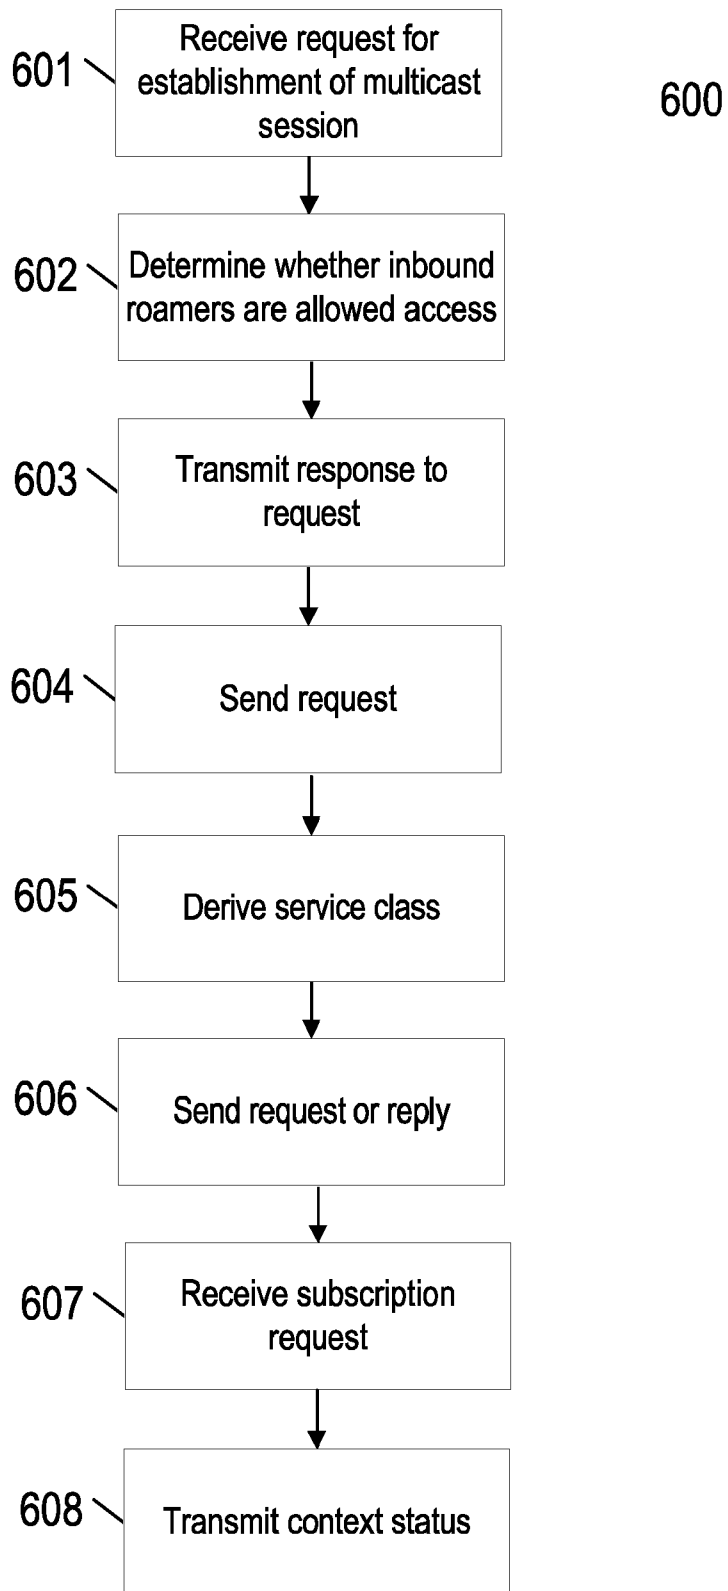 601
Receive request for
establishment of multicast
session
600
602
Determine whether inbound
roamers are allowed access
603
Transmit response to
request
604
Send request
605
Derive service class
606
Send request or reply
607
Receive subscription
request
608
Transmit context status